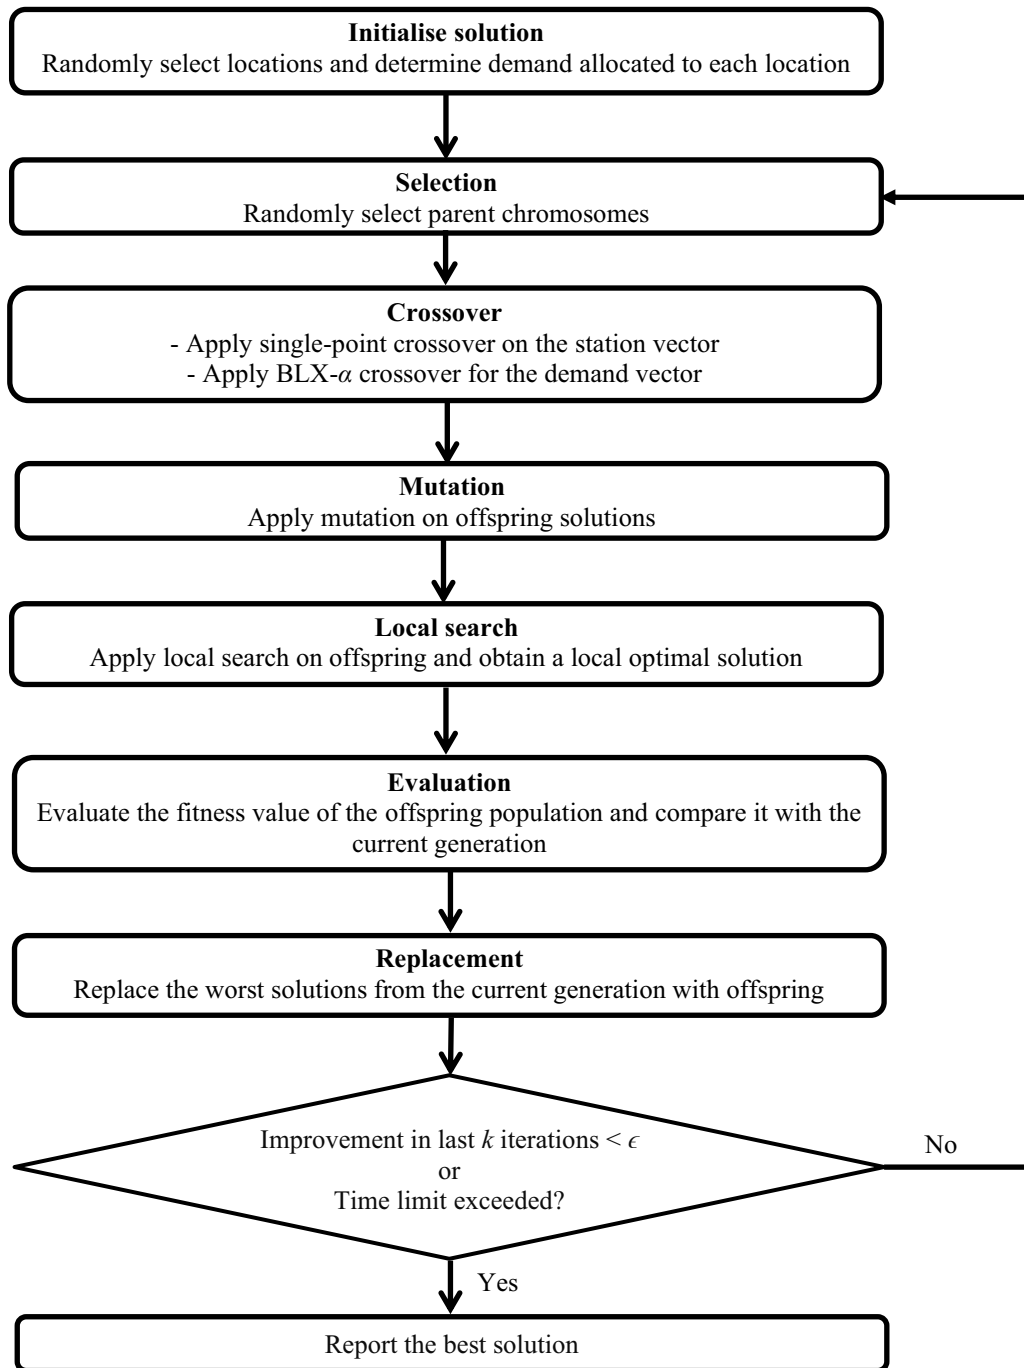 Initialise solution
Randomly select locations and determine demand allocated to each location
Selection
Randomly select parent chromosomes
Crossover
- Apply single-point crossover on the station vector
- Apply BLX-α crossover for the demand vector
Mutation
Apply mutation on offspring solutions
Local search
Apply local search on offspring and obtain a local optimal solution
Evaluation
Evaluate the fitness value of the offspring population and compare it with the
current generation
Replacement
Replace the worst solutions from the current generation with offspring
Improvement in last k iterations < ϵ
or
Time limit exceeded?
No
Yes
Report the best solution